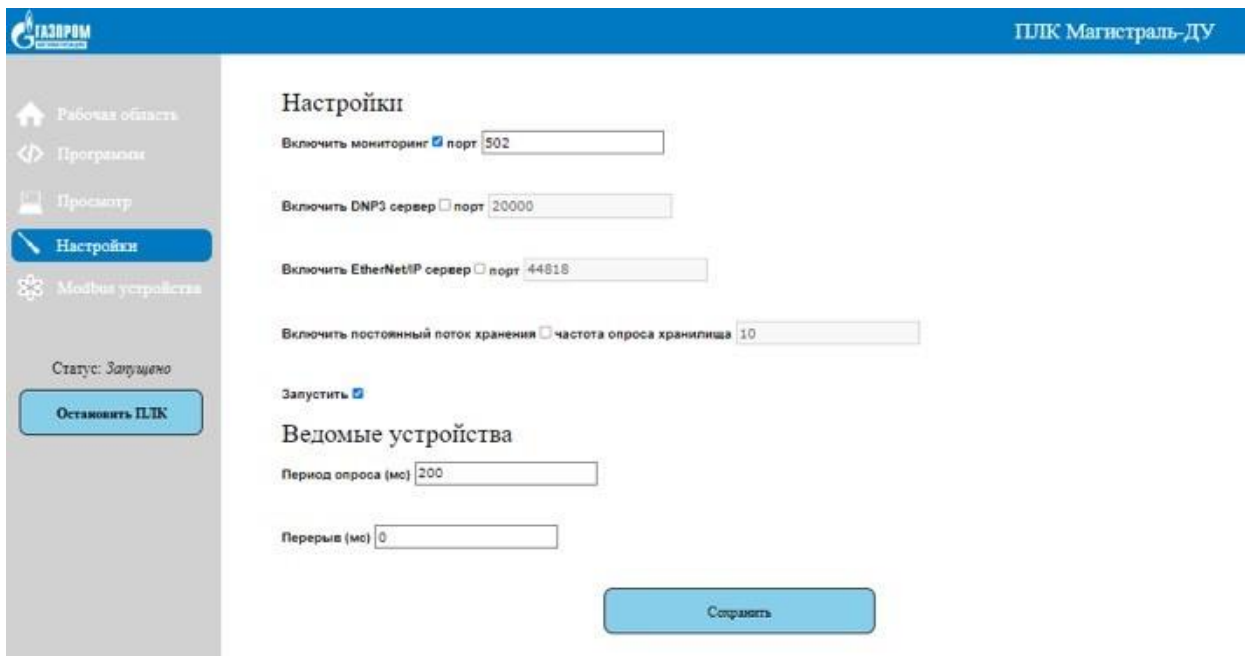 ГАЗПРОМ
АВТОМАТИЗАЦИЯ
ПЛК Магистраль-ДУ
Рабочая область
Программы
Просмотр
Настройки
Modbus устройства
Статус: Запущено
Остановить ПЛК
Настройки
Включить мониторинг порт 502
Включить DNP3 сервер порт 20000
Включить EtherNet/IP сервер порт 44818
Включить постоянный поток хранения частота опроса хранилища 10
Запустить
Ведомые устройства
Период опроса (мс) 200
Перерыв (мс) 0
Сохранить